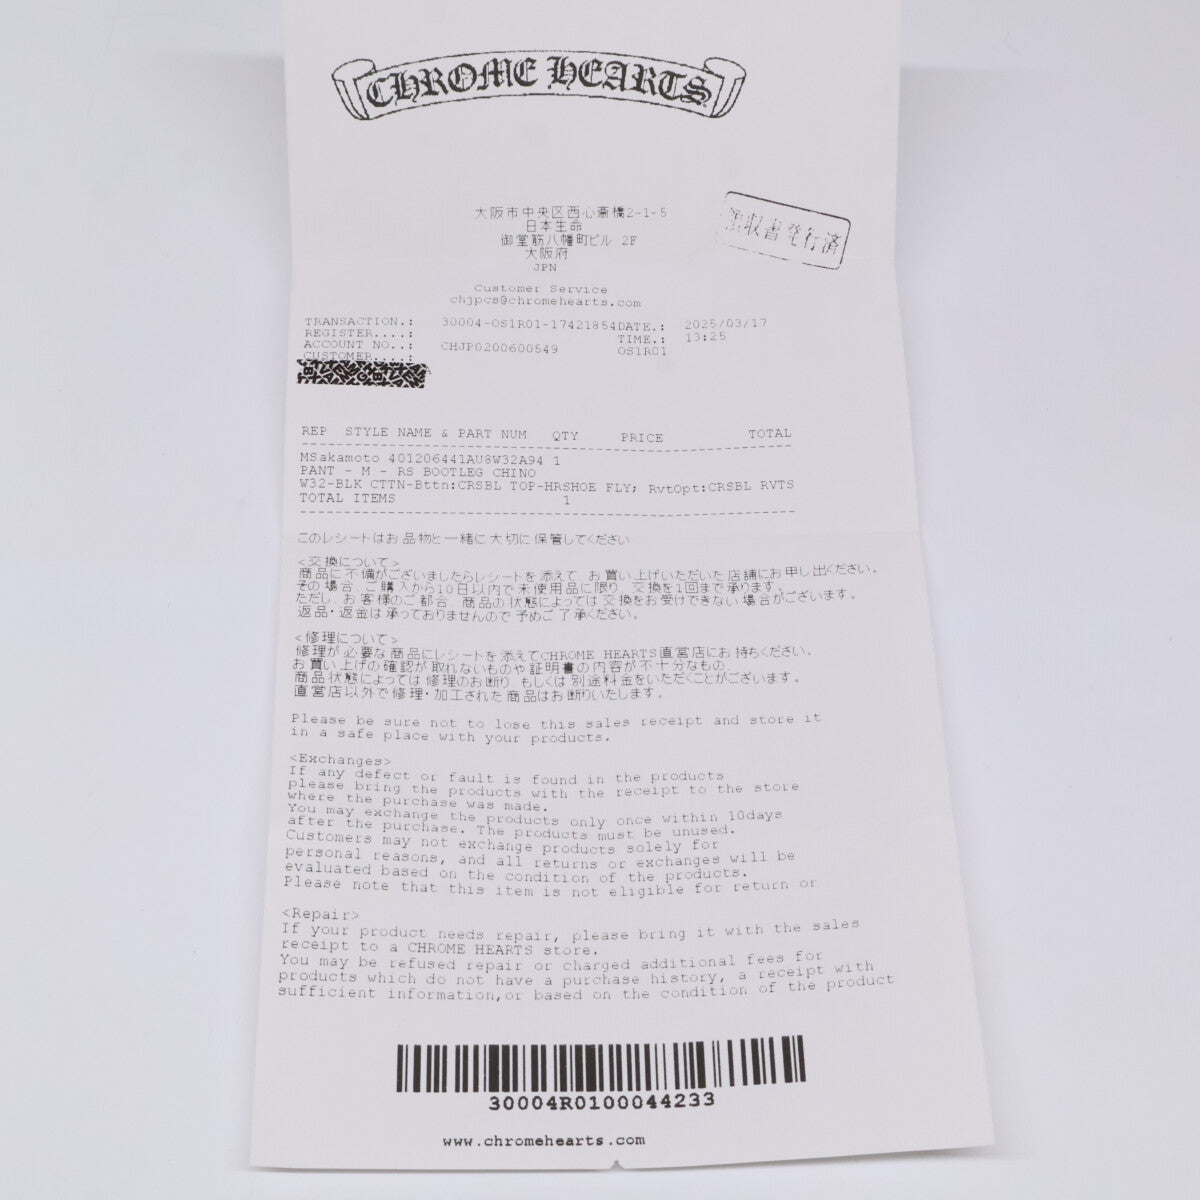 CHROME HEARTS
大阪市中央区西心斎橋2-1-5
日本生命
御堂筋八幡町ビル 2F
大阪府
JPN
領収書発行済
Customer Service
chjpcs@chromehearts.com
TRANSACTION.: 30004-OS1R01-17421854 DATE.: 2025/03/17
REGISTER....: TIME.: 13:25
ACCOUNT NO..: CHJP0200600549 OS1R01
CUSTOMER....:
REP STYLE NAME & PART NUM QTY PRICE TOTAL
MSakamoto 401206441AU8W32A94 1
PANT - M - RS BOOTLEG CHINO
W32-BLK CTTN-Bttn:CRSBL TOP-HRSHOE FLY; RvtOpt:CRSBL RVTS
TOTAL ITEMS 1
このレシートはお品物と一緒に大切に保管してください
<交換について>
商品に不備がございましたらレシートを添えて お買い上げいただいた店舗にお申し出ください。
その場合 ご購入から10日以内で未使用品に限り 交換を1回まで承ります。
ただし お客様のご都合 商品の状態によっては交換をお受けできない場合がございます。
返品・返金は承っておりませんので予めご了承ください。
<修理について>
修理が必要な商品にレシートを添えてCHROME HEARTS直営店にお持ちください。
お買い上げの確認が取れないものや証明書の内容が不十分なもの
商品状態によっては修理のお断り もしくは別途料金をいただくことがございます。
直営店以外で修理・加工された商品はお断りいたします。
Please be sure not to lose this sales receipt and store it
in a safe place with your products.
<Exchanges>
If any defect or fault is found in the products
please bring the products with the receipt to the store
where the purchase was made.
You may exchange the products only once within 10days
after the purchase. The products must be unused.
Customers may not exchange products solely for
personal reasons, and all returns or exchanges will be
evaluated based on the condition of the products.
Please note that this item is not eligible for return or
<Repair>
If your product needs repair, please bring it with the sales
receipt to a CHROME HEARTS store.
You may be refused repair or charged additional fees for
products which do not have a purchase history, a receipt with
sufficient information,or based on the condition of the product
30004R0100044233
www.chromehearts.com